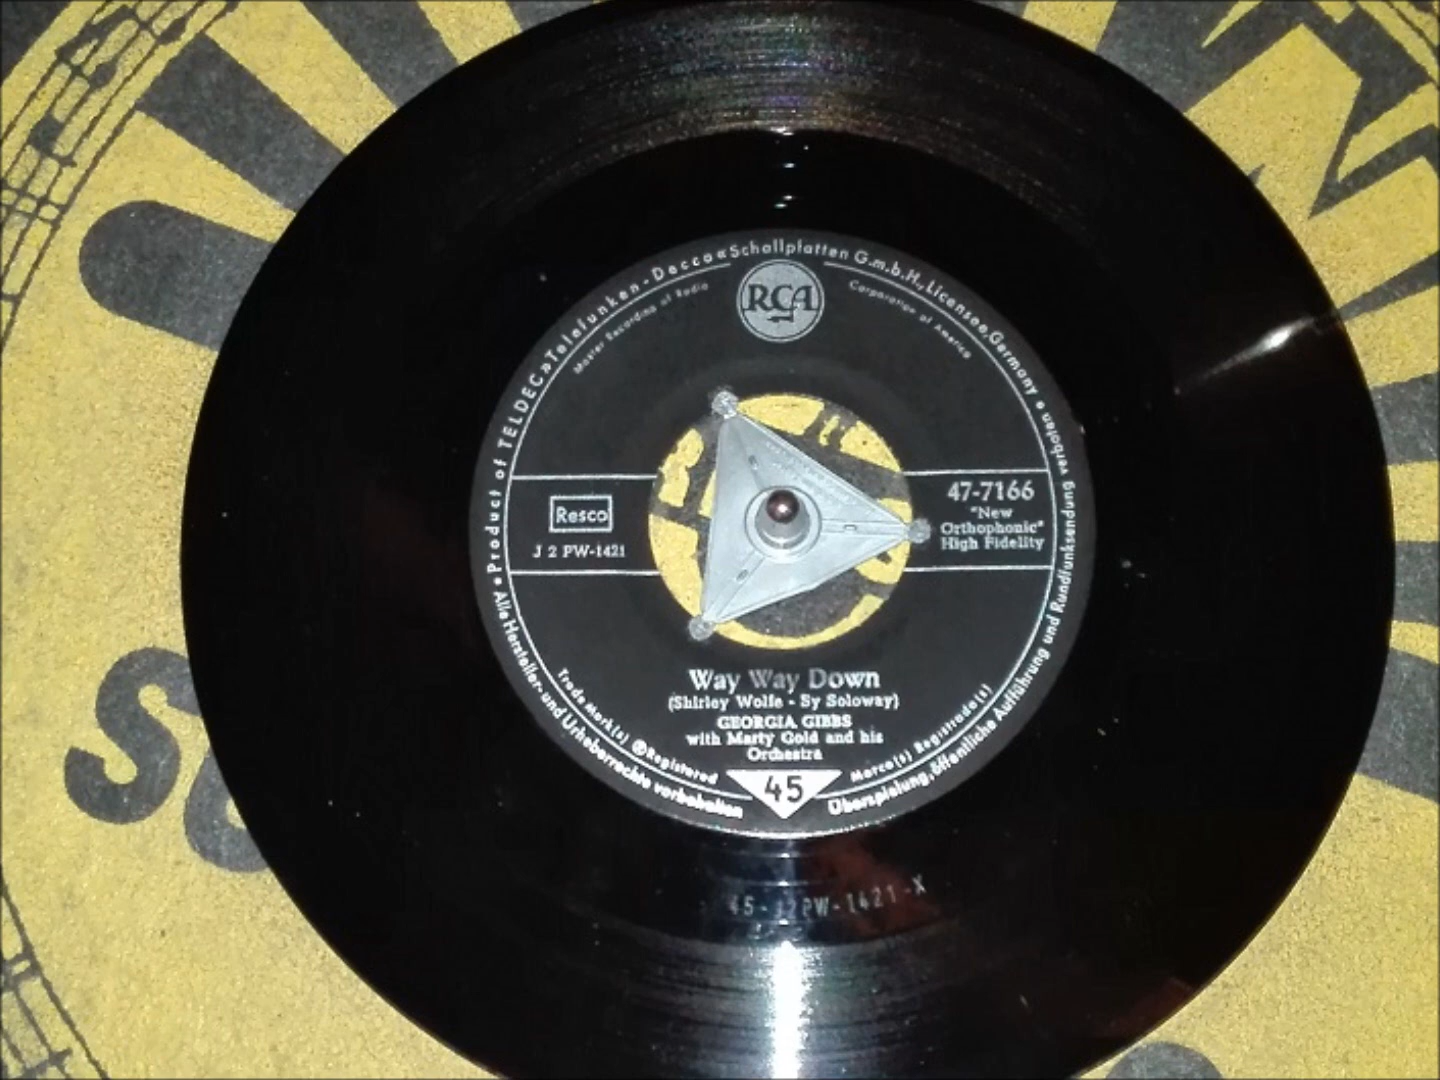 Product of TELDEC »Telefunken-Decca« Schallplatten G.m.b.H., Licensee, Germany
Master Recording of Radio
Corporation of America
RCA
Resco
J 2 PW-1421
47-7166
"New
Orthophonic"
High Fidelity
Way Way Down
(Shirley Wolfe - Sy Soloway)
GEORGIA GIBBS
with Marty Gold and his
Orchestra
Trade Mark(s) ® Registered
Marca(s) Registrada(s)
45
Alle Hersteller- und Urheberrechte vorbehalten
Überspielung, öffentliche Aufführung und Rundfunksendung verboten
45-J2PW-1421-X